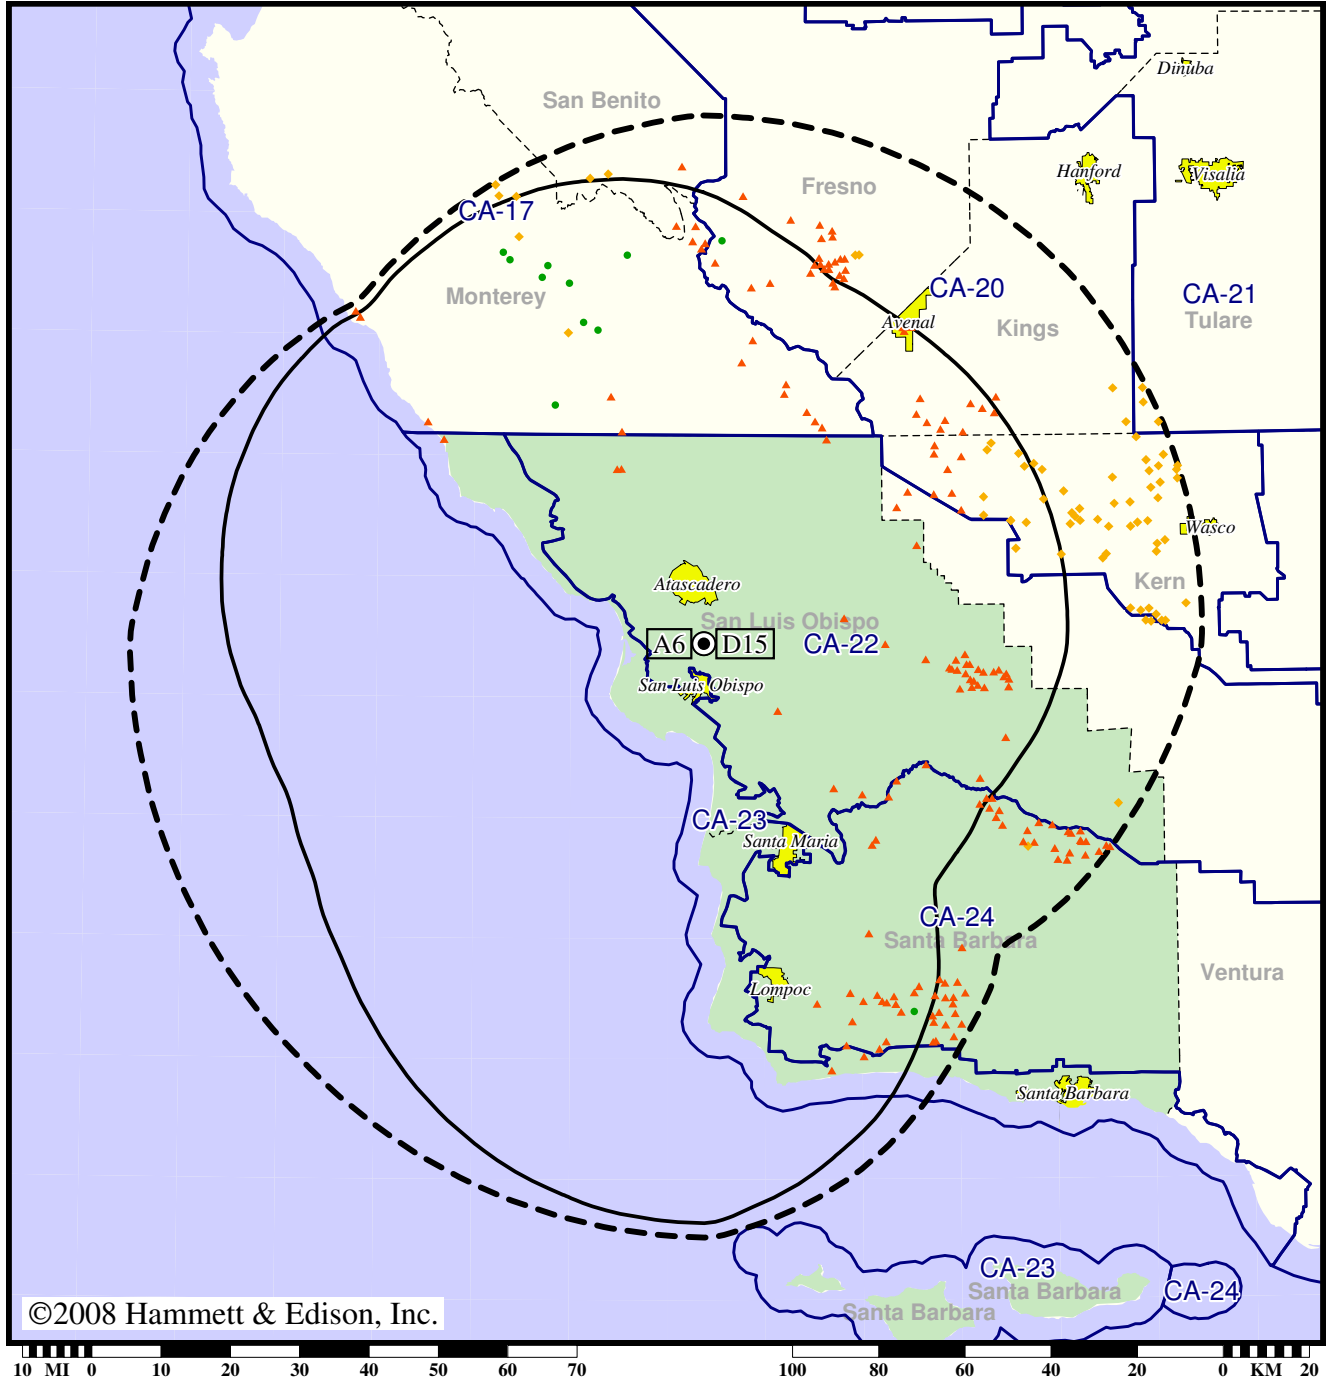 Dinuba
San Benito
Hanford
Visalia
Fresno
CA-17
CA-20
CA-21
Monterey
Avenal
Kings
Tulare
Wasco
Atascadero
Kern
San Luis Obispo
A6
D15
CA-22
San Luis Obispo
CA-23
Santa Maria
CA-24
Santa Barbara
Ventura
Lompoc
Santa Barbara
CA-23
Santa Barbara
CA-24
Santa Barbara
©2008 Hammett & Edison, Inc.
10 MI 0 10 20 30 40 50 60 70
100 80 60 40 20 0 KM 20